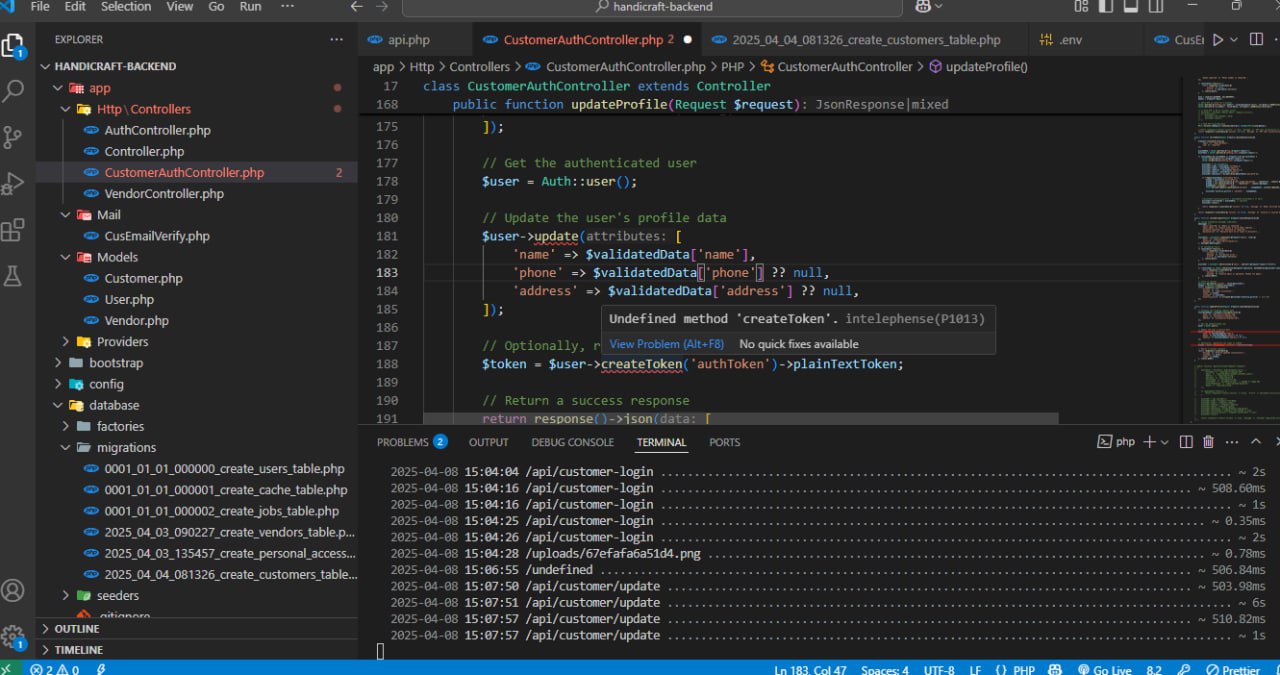 File Edit Selection View Go Run ··· ← → handicraft-backend
EXPLORER ···
HANDICRAFT-BACKEND
app
Http \ Controllers
AuthController.php
Controller.php
CustomerAuthController.php 2
VendorController.php
Mail
CusEmailVerify.php
Models
Customer.php
User.php
Vendor.php
Providers
bootstrap
config
database
factories
migrations
0001_01_01_000000_create_users_table.php
0001_01_01_000001_create_cache_table.php
0001_01_01_000002_create_jobs_table.php
2025_04_03_090227_create_vendors_table.p...
2025_04_03_135457_create_personal_access...
2025_04_04_081326_create_customers_table...
seeders
.gitignore
OUTLINE
TIMELINE
api.php CustomerAuthController.php 2 ● 2025_04_04_081326_create_customers_table.php .env CusE
app > Http > Controllers > CustomerAuthController.php > PHP > CustomerAuthController > updateProfile()
17 class CustomerAuthController extends Controller
168 public function updateProfile(Request $request): JsonResponse|mixed
175 ]);
176
177 // Get the authenticated user
178 $user = Auth::user();
179
180 // Update the user's profile data
181 $user->update(attributes: [
182 'name' => $validatedData['name'],
183 'phone' => $validatedData['phone'] ?? null,
184 'address' => $validatedData['address'] ?? null,
185 ]);
186
Undefined method 'createToken'. intelephense(P1013)
View Problem (Alt+F8) No quick fixes available
187 // Optionally, r
188 $token = $user->createToken('authToken')->plainTextToken;
189
190 // Return a success response
191 return response()->json(data: [
PROBLEMS 2 OUTPUT DEBUG CONSOLE TERMINAL PORTS php
2025-04-08 15:04:04 /api/customer-login ~ 2s
2025-04-08 15:04:16 /api/customer-login ~ 508.60ms
2025-04-08 15:04:16 /api/customer-login ~ 1s
2025-04-08 15:04:25 /api/customer-login ~ 0.35ms
2025-04-08 15:04:26 /api/customer-login ~ 2s
2025-04-08 15:04:28 /uploads/67efafa6a51d4.png ~ 0.78ms
2025-04-08 15:06:55 /undefined ~ 506.84ms
2025-04-08 15:07:50 /api/customer/update ~ 503.98ms
2025-04-08 15:07:51 /api/customer/update ~ 6s
2025-04-08 15:07:57 /api/customer/update ~ 510.82ms
2025-04-08 15:07:57 /api/customer/update ~ 1s
2 0 Ln 183, Col 47 Spaces: 4 UTF-8 LF {} PHP Go Live 8.2 Prettier
1
1